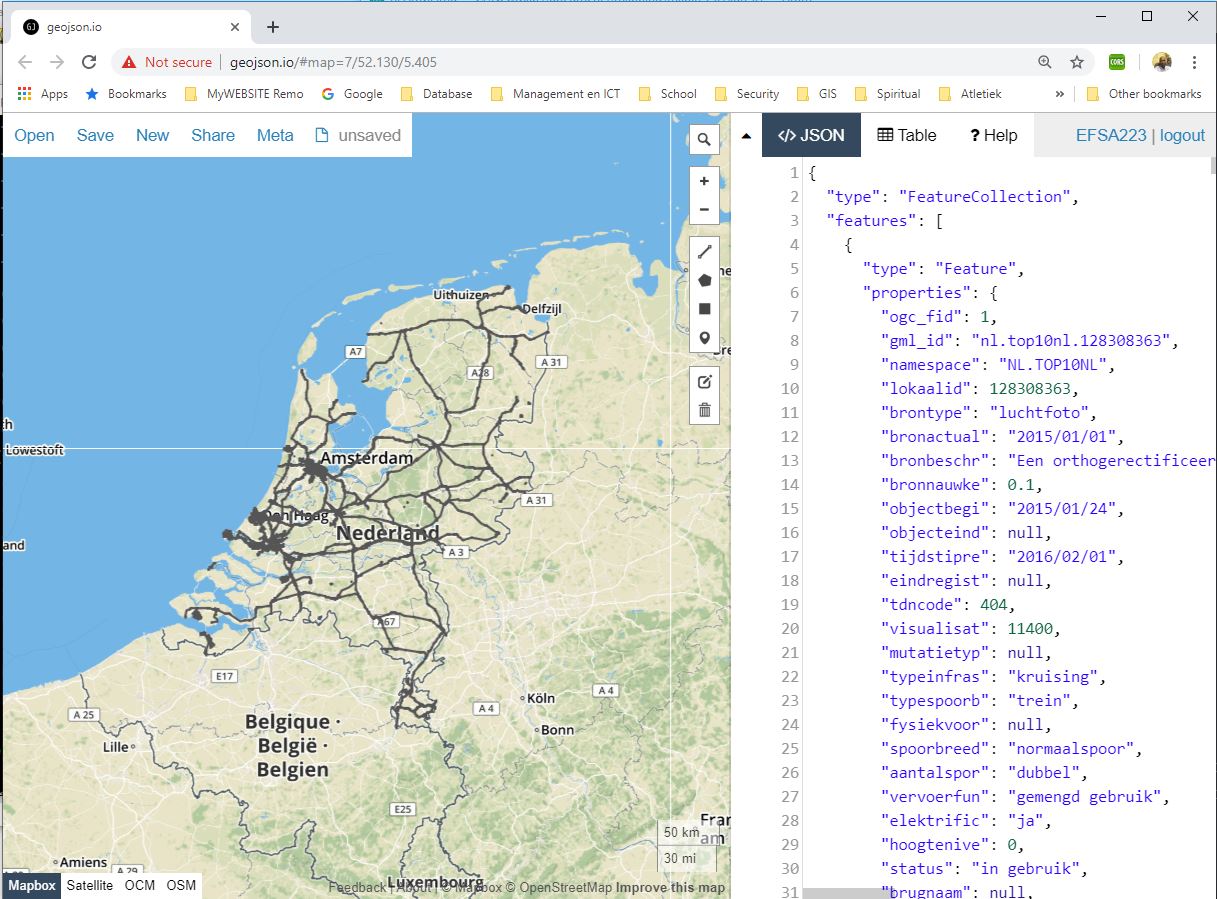 geojson.io
Not secure geojson.io/#map=7/52.130/5.405
CORS
Apps Bookmarks MyWEBSITE Remo Google Database Management en ICT School Security GIS Spiritual Atletiek » Other bookmarks
Open Save New Share Meta unsaved
</> JSON Table ? Help EFSA223 | logout
Uithuizen
Delfzijl
A7
A 31
A28
Lowestoft
Amsterdam
A 31
Den Haag
Nederland
A 3
A67
E17
Köln
A 4
A 4
A 25
Bonn
Belgique ·
België ·
Belgien
Lille
E25
50 km
30 mi
Amiens
A 29
Luxembourg
Mapbox Satellite OCM OSM
Feedback | About | © Mapbox © OpenStreetMap Improve this map
1 {
2 "type": "FeatureCollection",
3 "features": [
4 {
5 "type": "Feature",
6 "properties": {
7 "ogc_fid": 1,
8 "gml_id": "nl.top10nl.128308363",
9 "namespace": "NL.TOP10NL",
10 "lokaalid": 128308363,
11 "brontype": "luchtfoto",
12 "bronactual": "2015/01/01",
13 "bronbeschr": "Een orthogerectificeer
14 "bronnauwke": 0.1,
15 "objectbegi": "2015/01/24",
16 "objecteind": null,
17 "tijdstipre": "2016/02/01",
18 "eindregist": null,
19 "tdncode": 404,
20 "visualisat": 11400,
21 "mutatietyp": null,
22 "typeinfras": "kruising",
23 "typespoorb": "trein",
24 "fysiekvoor": null,
25 "spoorbreed": "normaalspoor",
26 "aantalspor": "dubbel",
27 "vervoerfun": "gemengd gebruik",
28 "elektrific": "ja",
29 "hoogtenive": 0,
30 "status": "in gebruik",
31 "brugnaam": null,